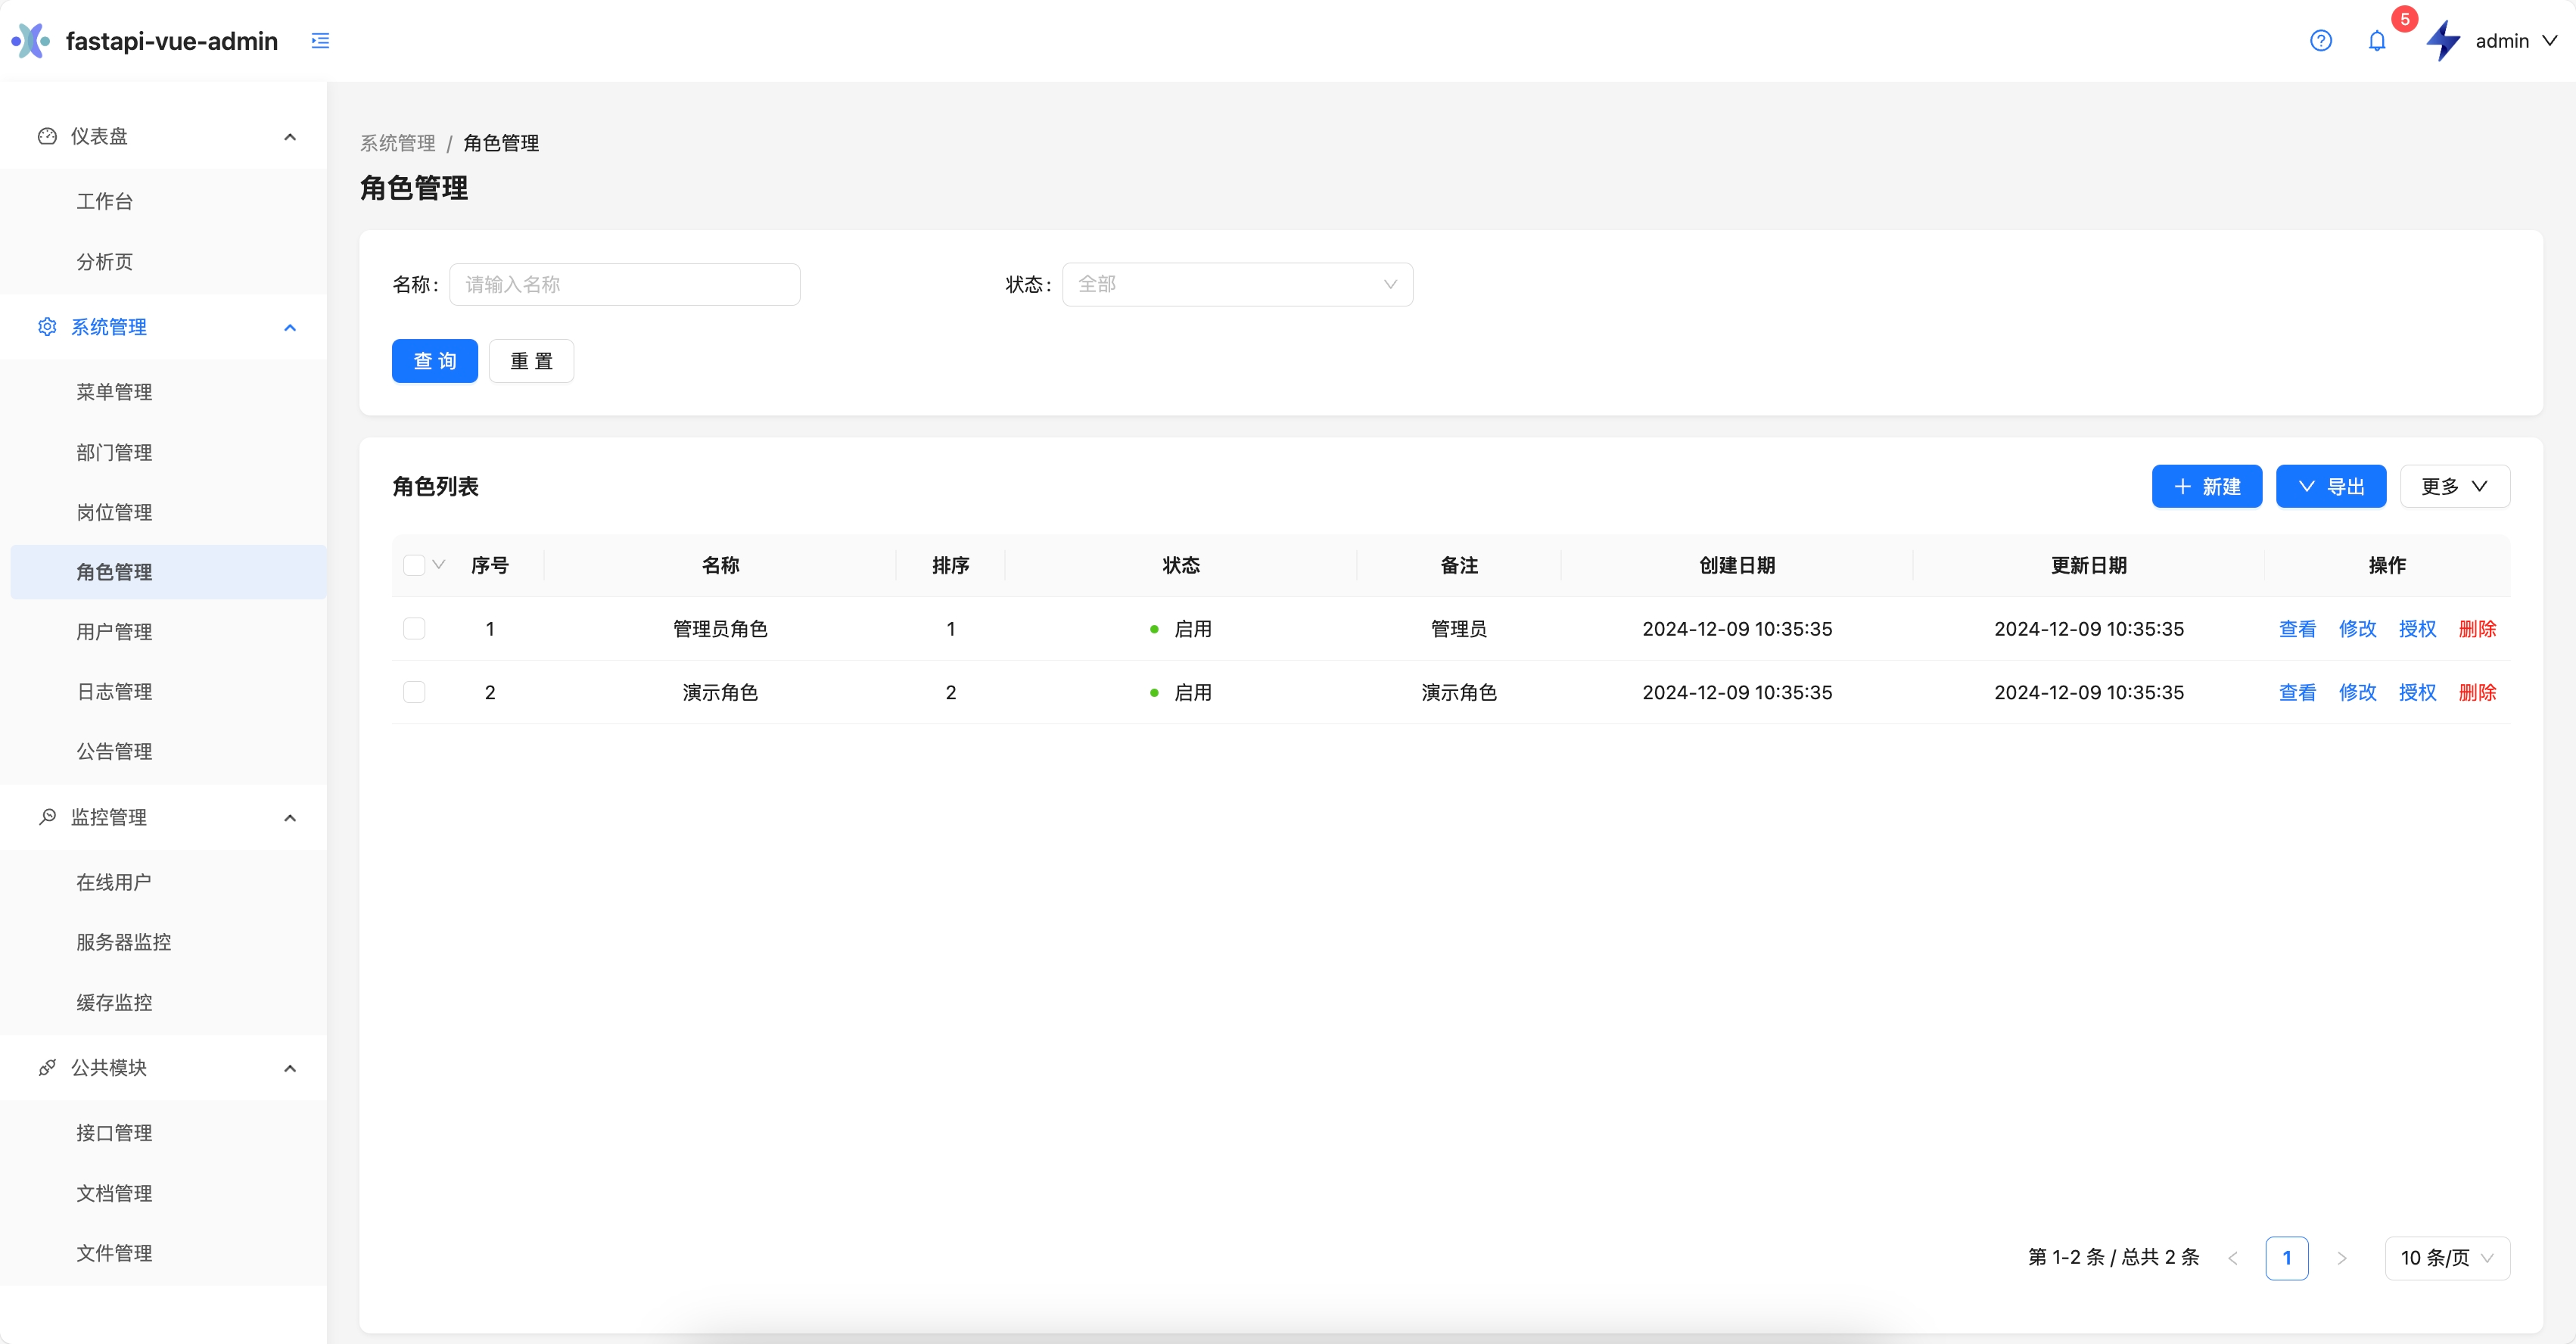 fastapi-vue-admin
5
admin
仪表盘
工作台
分析页
系统管理
菜单管理
部门管理
岗位管理
角色管理
用户管理
日志管理
公告管理
监控管理
在线用户
服务器监控
缓存监控
公共模块
接口管理
文档管理
文件管理
系统管理 / 角色管理
角色管理
名称: 请输入名称 状态: 全部
查 询 重 置
角色列表 新建 导出 更多
序号 名称 排序 状态 备注 创建日期 更新日期 操作
1 管理员角色 1 启用 管理员 2024-12-09 10:35:35 2024-12-09 10:35:35 查看 修改 授权 删除
2 演示角色 2 启用 演示角色 2024-12-09 10:35:35 2024-12-09 10:35:35 查看 修改 授权 删除
第 1-2 条 / 总共 2 条 < 1 > 10 条/页